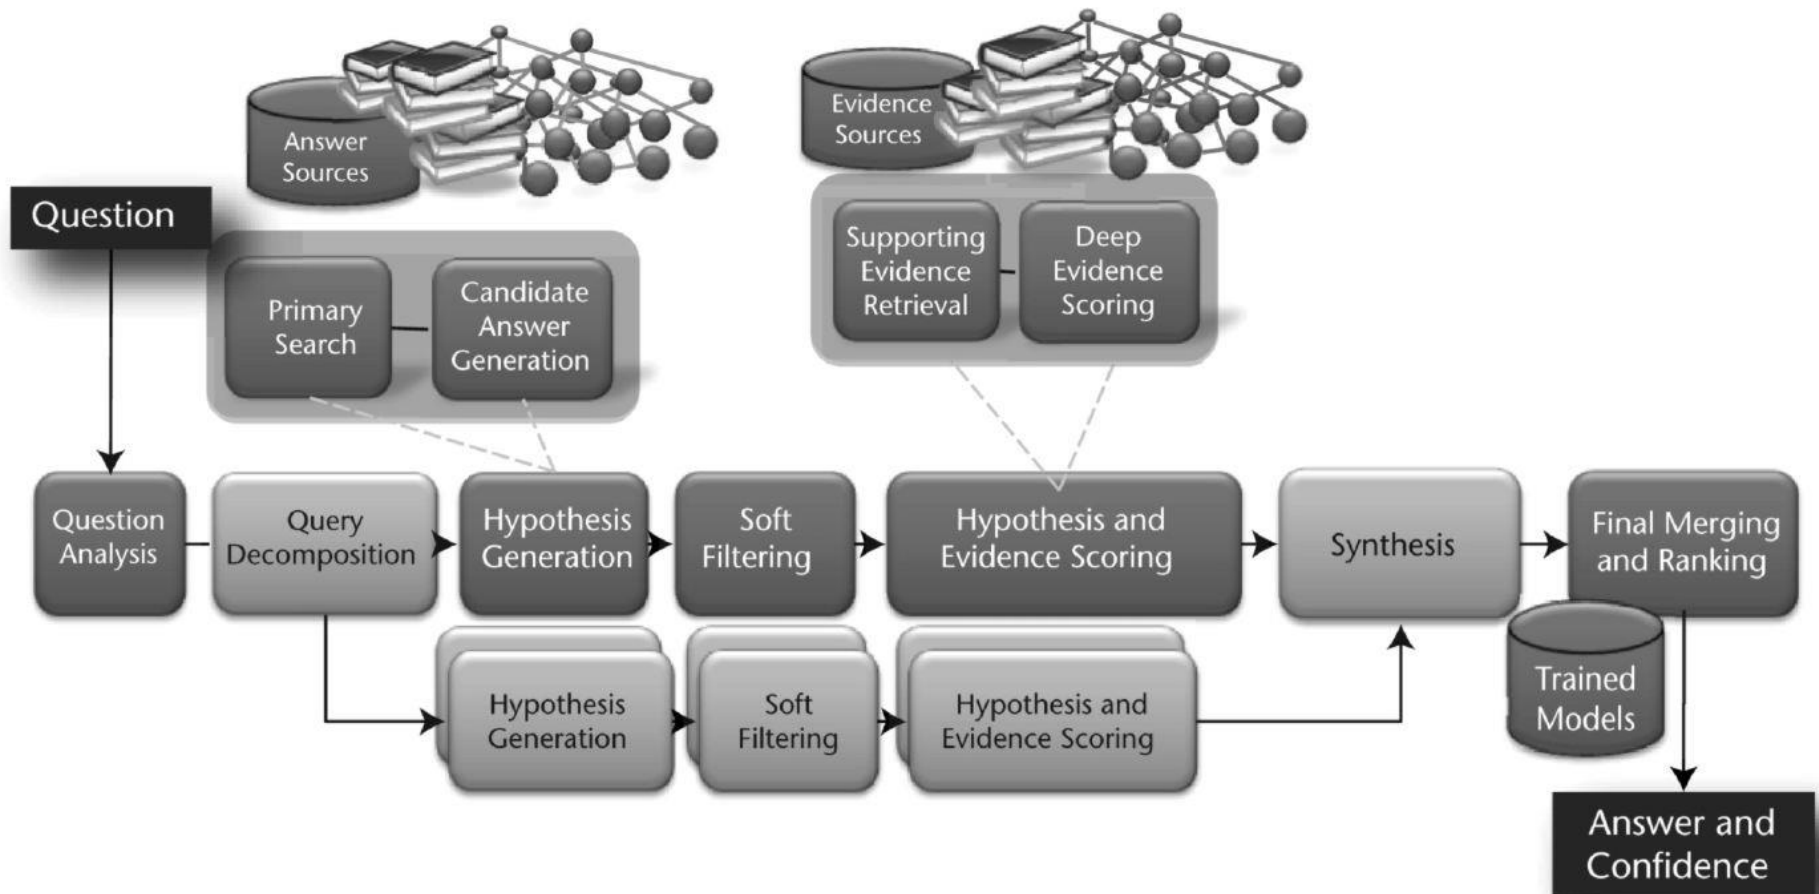 Answer
Sources
Evidence
Sources
Question
Primary
Search
Candidate
Answer
Generation
Supporting
Evidence
Retrieval
Deep
Evidence
Scoring
Question
Analysis
Query
Decomposition
Hypothesis
Generation
Soft
Filtering
Hypothesis and
Evidence Scoring
Synthesis
Final Merging
and Ranking
Hypothesis
Generation
Soft
Filtering
Hypothesis and
Evidence Scoring
Trained
Models
Answer and
Confidence